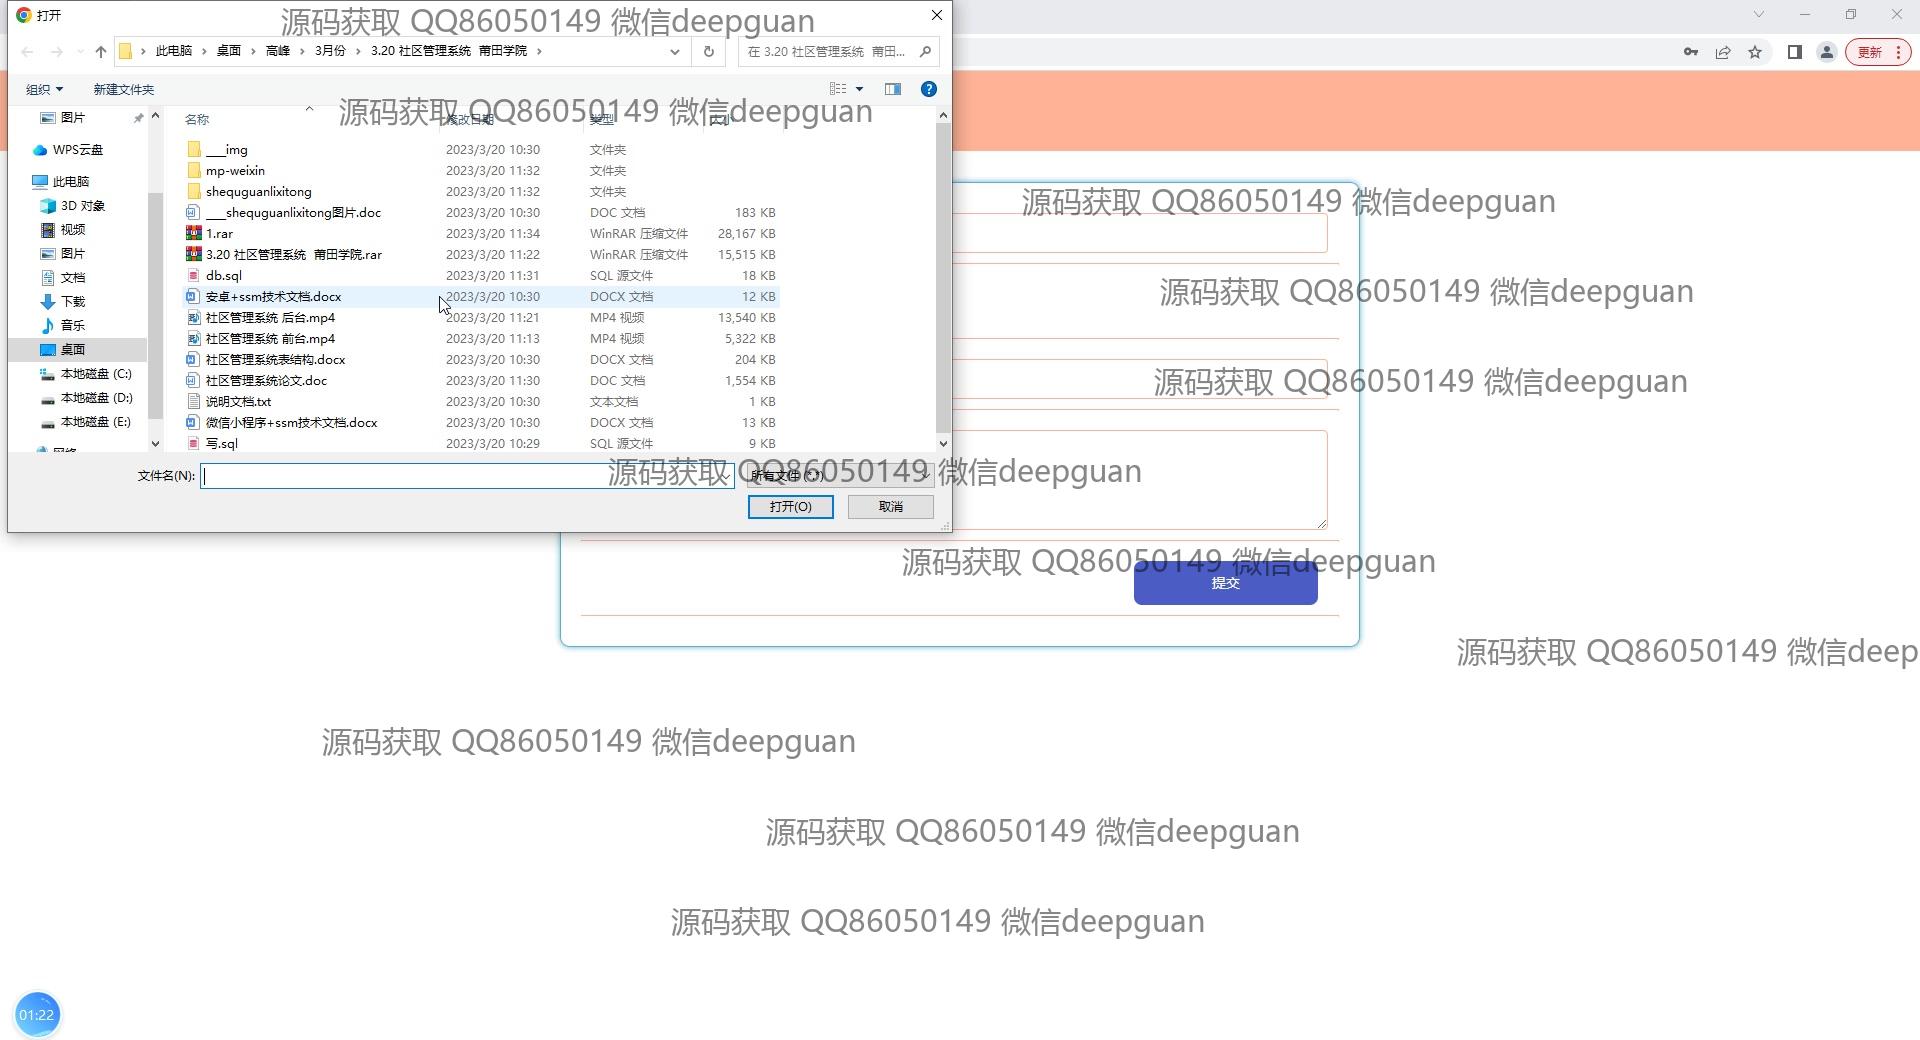 打开
源码获取 QQ86050149 微信deepguan
此电脑 › 桌面 › 高峰 › 3月份 › 3.20 社区管理系统 莆田学院 ›
在 3.20 社区管理系统 莆田...
更新
组织
新建文件夹
源码获取 QQ86050149 微信deepguan
名称
修改日期
类型
大小
图片
WPS云盘
此电脑
3D 对象
视频
图片
文档
下载
音乐
桌面
本地磁盘 (C:)
本地磁盘 (D:)
本地磁盘 (E:)
网络
___img 2023/3/20 10:30 文件夹
mp-weixin 2023/3/20 11:32 文件夹
shequguanlixitong 2023/3/20 11:32 文件夹
___shequguanlixitong图片.doc 2023/3/20 10:30 DOC 文档 183 KB
1.rar 2023/3/20 11:34 WinRAR 压缩文件 28,167 KB
3.20 社区管理系统 莆田学院.rar 2023/3/20 11:22 WinRAR 压缩文件 15,515 KB
db.sql 2023/3/20 11:31 SQL 源文件 18 KB
安卓+ssm技术文档.docx 2023/3/20 10:30 DOCX 文档 12 KB
社区管理系统 后台.mp4 2023/3/20 11:21 MP4 视频 13,540 KB
社区管理系统 前台.mp4 2023/3/20 11:13 MP4 视频 5,322 KB
社区管理系统表结构.docx 2023/3/20 10:30 DOCX 文档 204 KB
社区管理系统论文.doc 2023/3/20 11:30 DOC 文档 1,554 KB
说明文档.txt 2023/3/20 10:30 文本文档 1 KB
微信小程序+ssm技术文档.docx 2023/3/20 10:30 DOCX 文档 13 KB
写.sql 2023/3/20 10:29 SQL 源文件 9 KB
源码获取 QQ86050149 微信deepguan
源码获取 QQ86050149 微信deepguan
源码获取 QQ86050149 微信deepguan
文件名(N):
所有文件 (*.*)
源码获取 QQ86050149 微信deepguan
打开(O)
取消
源码获取 QQ86050149 微信deepguan
提交
源码获取 QQ86050149 微信deep
源码获取 QQ86050149 微信deepguan
源码获取 QQ86050149 微信deepguan
源码获取 QQ86050149 微信deepguan
01:22